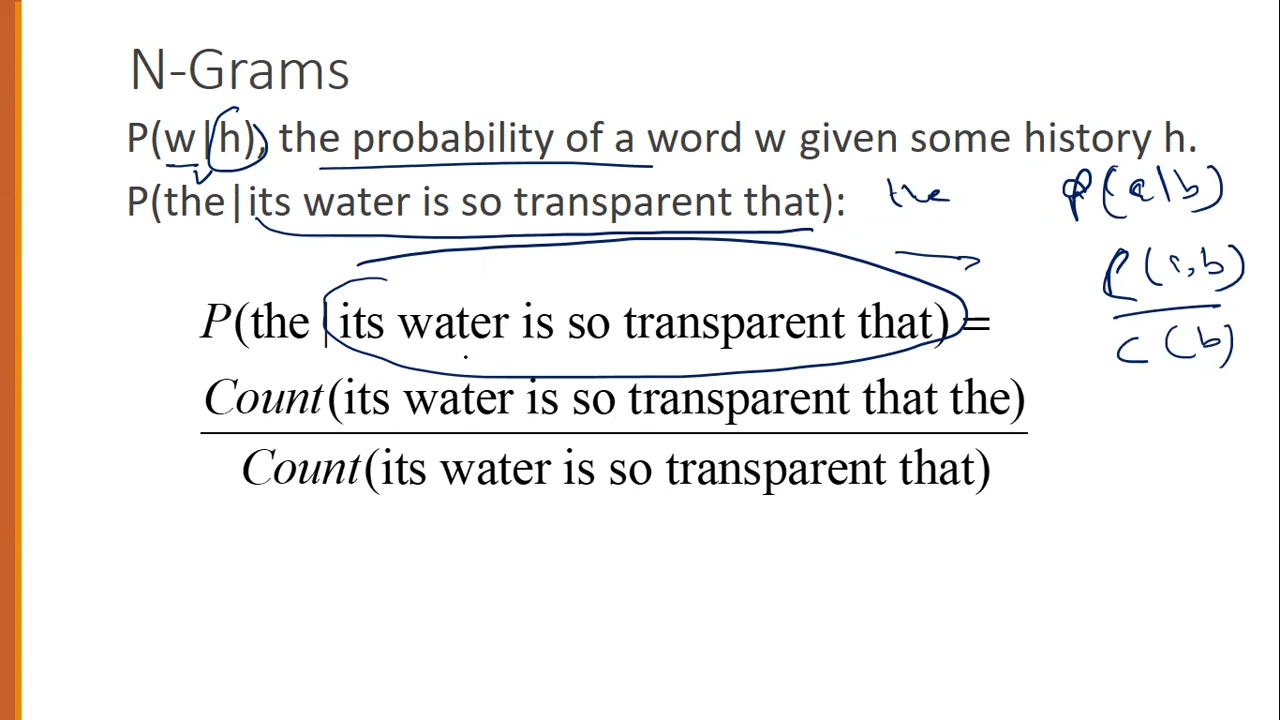 N-Grams
P(w|h), the probability of a word w given some history h.
P(the|its water is so transparent that): the P(a|b)
P(the |its water is so transparent that) =
Count(its water is so transparent that the)
Count(its water is so transparent that)
C(b)